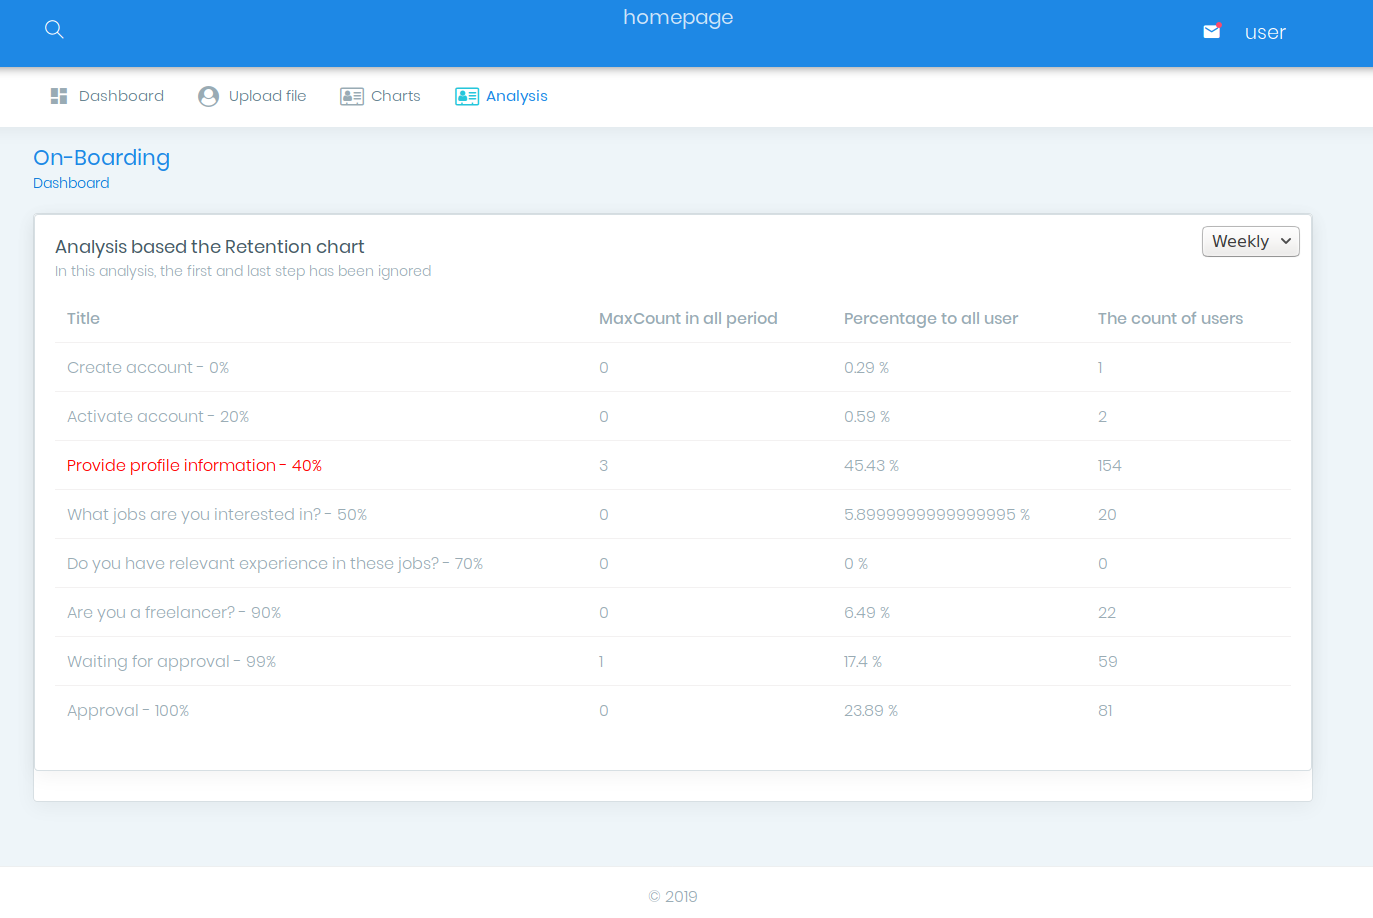 homepage
user
Dashboard Upload file Charts Analysis
On-Boarding
Dashboard
Analysis based the Retention chart
Weekly
In this analysis, the first and last step has been ignored
Title MaxCount in all period Percentage to all user The count of users
Create account - 0% 0 0.29 % 1
Activate account - 20% 0 0.59 % 2
Provide profile information - 40% 3 45.43 % 154
What jobs are you interested in? - 50% 0 5.8999999999999995 % 20
Do you have relevant experience in these jobs? - 70% 0 0 % 0
Are you a freelancer? - 90% 0 6.49 % 22
Waiting for approval - 99% 1 17.4 % 59
Approval - 100% 0 23.89 % 81
© 2019